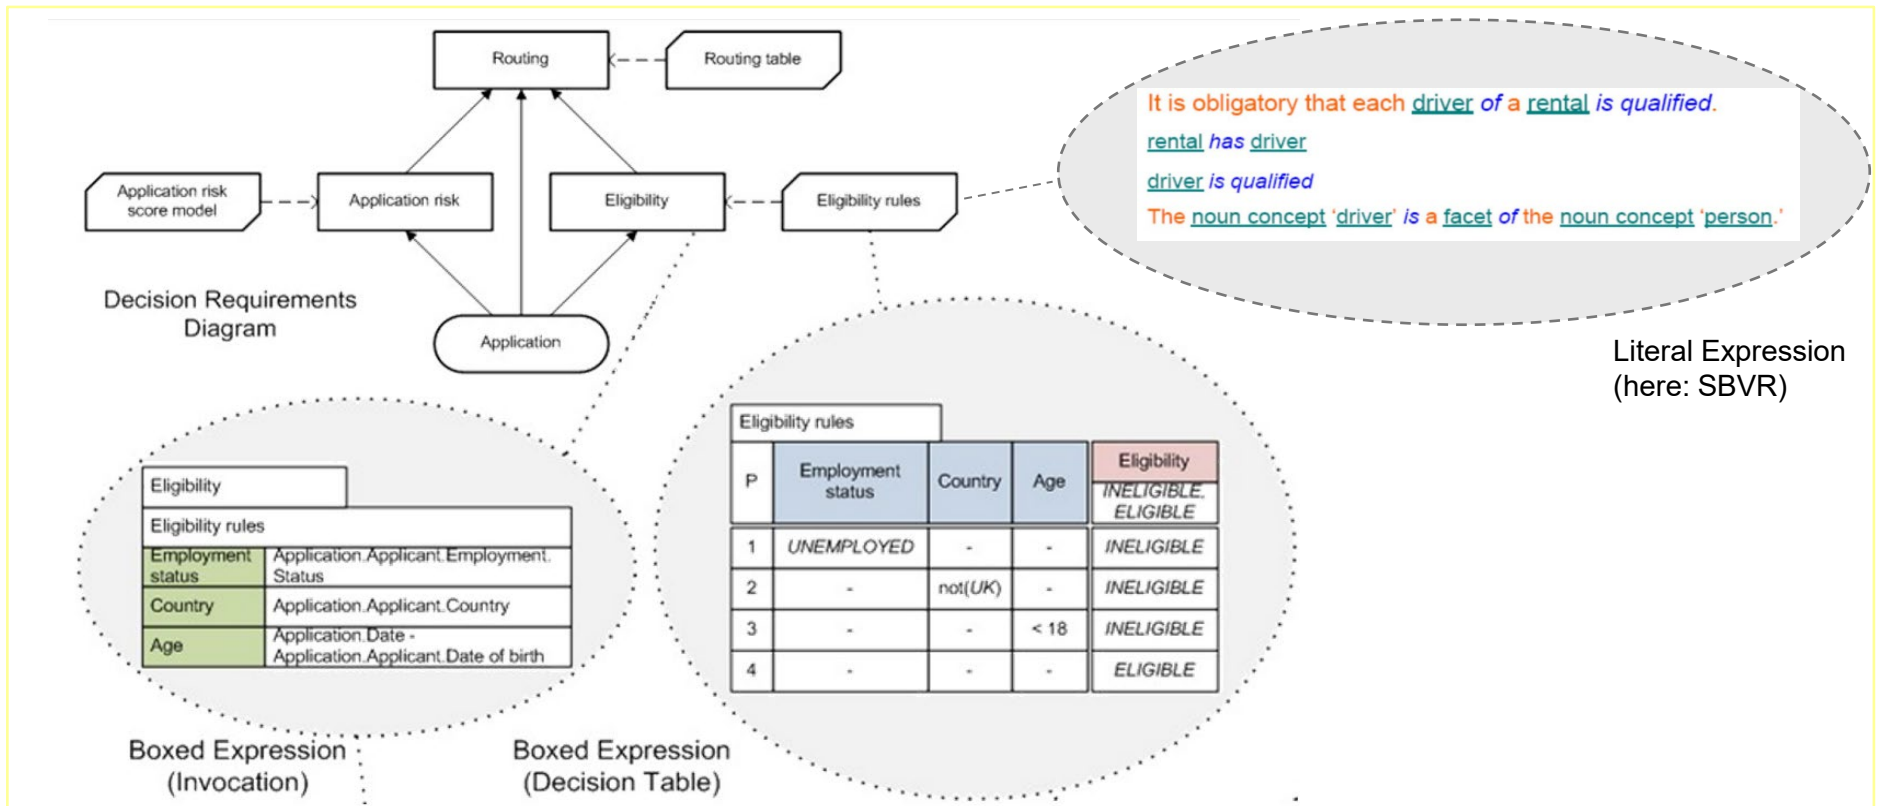 Routing
Routing table
It is obligatory that each driver of a rental is qualified.
rental has driver
driver is qualified
The noun concept ‘driver’ is a facet of the noun concept ‘person.’
Application risk
score model
Application risk
Eligibility
Eligibility rules
Decision Requirements
Diagram
Application
Literal Expression
(here: SBVR)
Eligibility
Eligibility rules
Employment
status
Application.Applicant.Employment.
Status
Country
Application.Applicant.Country
Age
Application.Date -
Application.Applicant.Date of birth
Boxed Expression
(Invocation)
Eligibility rules
P
Employment
status
Country
Age
Eligibility
INELIGIBLE,
ELIGIBLE
1 UNEMPLOYED - - INELIGIBLE
2 - not(UK) - INELIGIBLE
3 - - < 18 INELIGIBLE
4 - - - ELIGIBLE
Boxed Expression
(Decision Table)